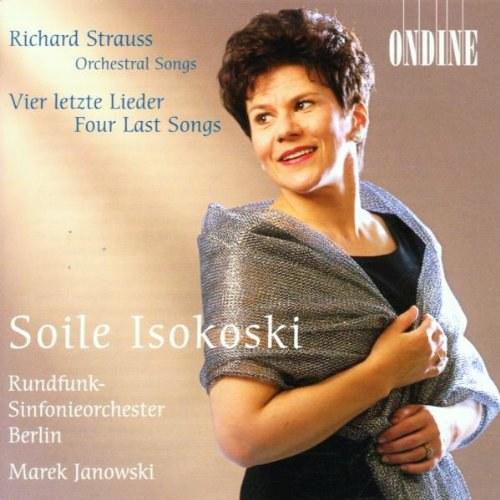 Richard Strauss
Orchestral Songs
Vier letzte Lieder
Four Last Songs
ONDINE
Soile Isokoski
Rundfunk-
Sinfonieorchester
Berlin
Marek Janowski